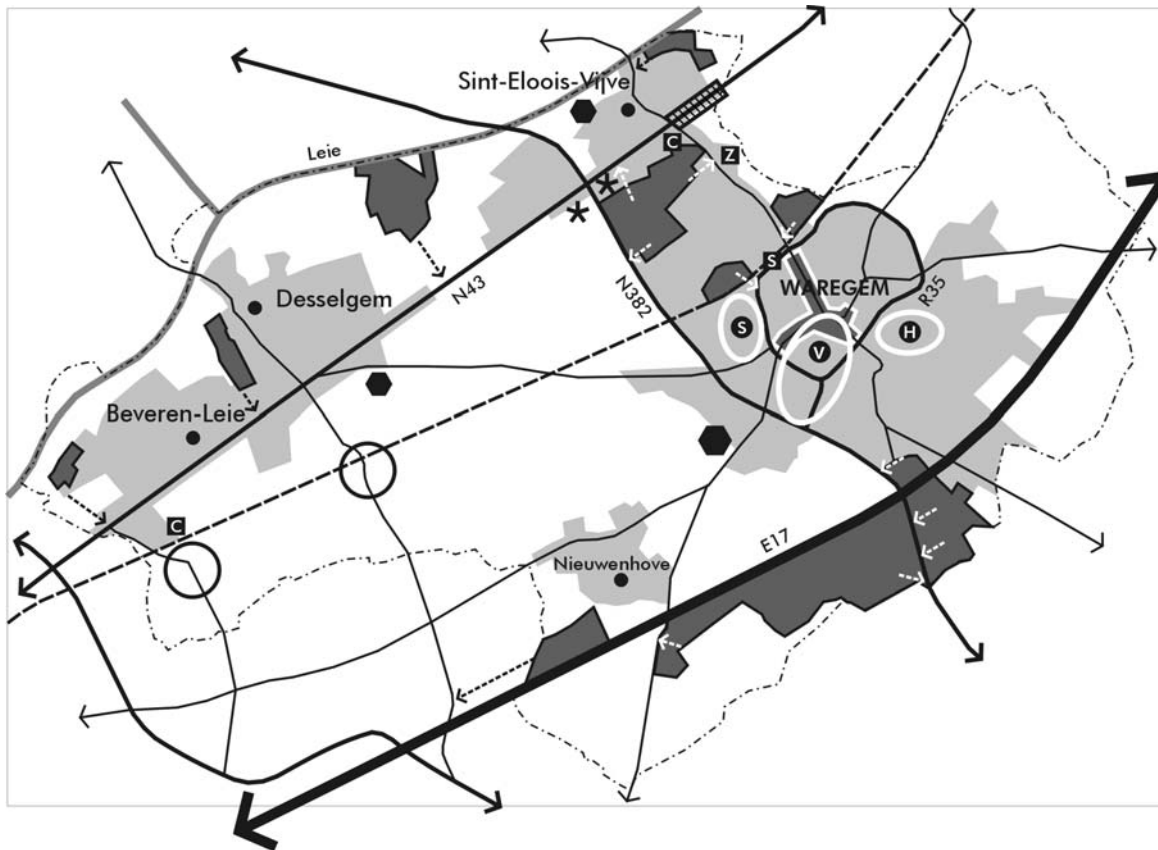 Sint-Eloois-Vijve
Leie
C
Z
N43
Desselgem
N382
S
WAREGEM
R35
S
V
H
Beveren-Leie
C
E17
Nieuwenhove